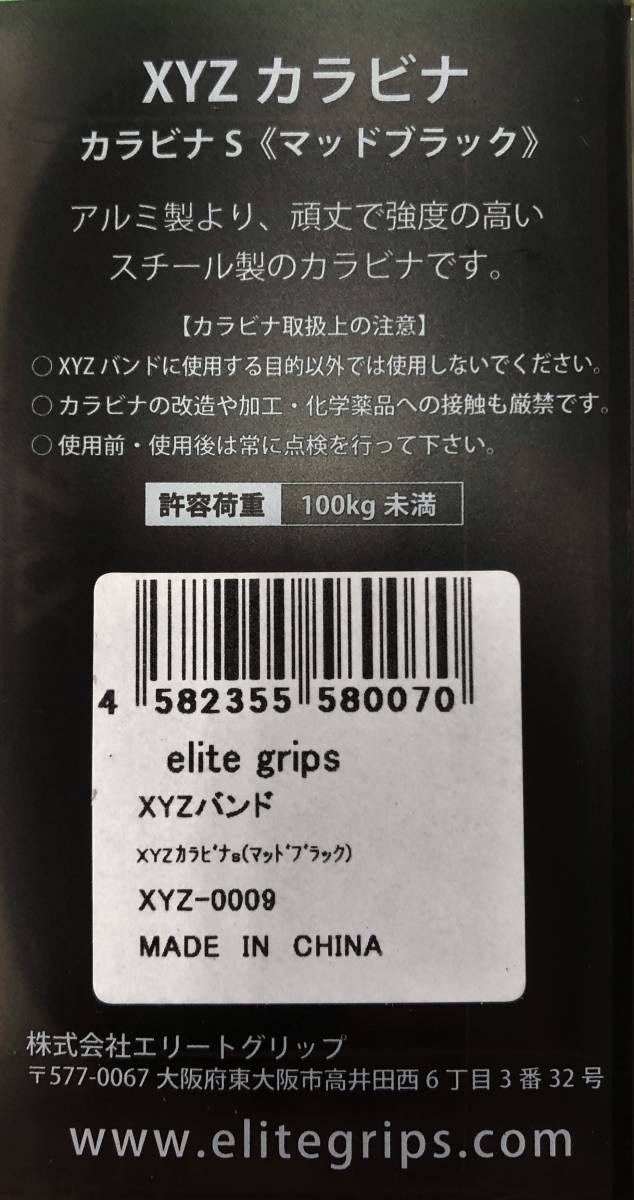 XYZ カラビナ
カラビナ S《マッドブラック》
アルミ製より、頑丈で強度の高い
スチール製のカラビナです。
【カラビナ取扱上の注意】
○ XYZ バンドに使用する目的以外では使用しないでください。
○ カラビナの改造や加工・化学薬品への接触も厳禁です。
○ 使用前・使用後は常に点検を行って下さい。
許容荷重 100kg 未満
4 582355 580070
elite grips
XYZバンド
XYZｶﾗﾋﾞﾅs(ﾏｯﾄﾞﾌﾞﾗｯｸ)
XYZ-0009
MADE IN CHINA
株式会社エリートグリップ
〒577-0067 大阪府東大阪市高井田西 6 丁目 3 番 32 号
www.elitegrips.com